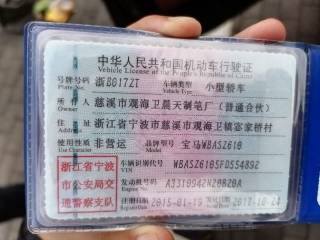 中华人民共和国机动车行驶证
Vehicle License of the People's Republic of China
号牌号码 浙BG17ZT 车辆类型 小型轿车
Plate No. Vehicle Type
所有人 慈溪市观海卫晨天制笔厂（普通合伙）
Owner
住址 浙江省宁波市慈溪市观海卫镇宓家桥村
Address
使用性质 非营运 品牌型号 宝马WBASZ610
Use Character Model
浙江省宁波市公安局交通警察支队
车辆识别代号 WBASZ6105FD554892
VIN
发动机号码 A3310942N20B20A
Engine No.
注册日期 2015-01-19 发证日期 2017-10-24
Register Date Issue Date